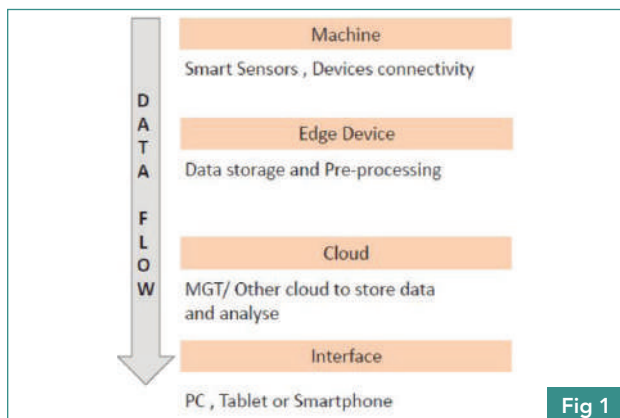 DATA FLOW
Machine
Smart Sensors , Devices connectivity
Edge Device
Data storage and Pre-processing
Cloud
MGT/ Other cloud to store data
and analyse
Interface
PC , Tablet or Smartphone
Fig 1